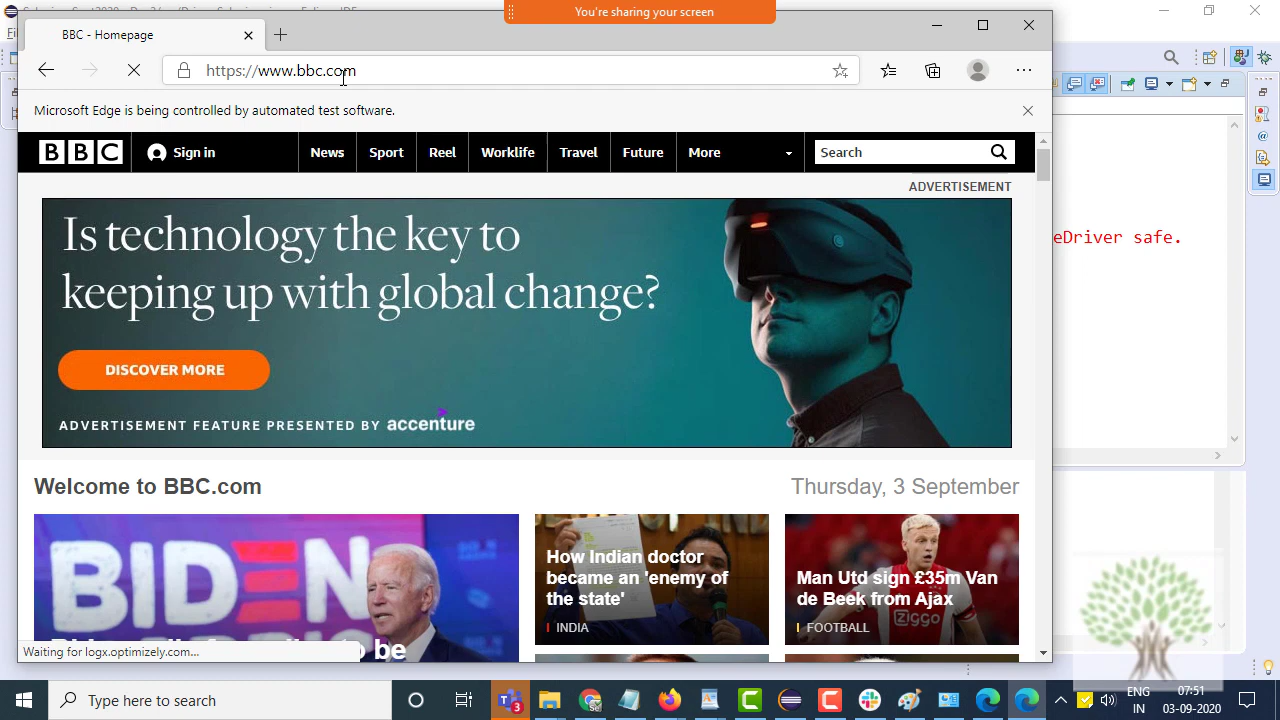 You're sharing your screen
BBC - Homepage
https://www.bbc.com
Microsoft Edge is being controlled by automated test software.
BBC
Sign in
News
Sport
Reel
Worklife
Travel
Future
More
Search
ADVERTISEMENT
Is technology the key to
keeping up with global change?
DISCOVER MORE
ADVERTISEMENT FEATURE PRESENTED BY accenture
eDriver safe.
Welcome to BBC.com
Thursday, 3 September
BIDEN
How Indian doctor
became an 'enemy of
the state'
INDIA
Man Utd sign £35m Van
de Beek from Ajax
FOOTBALL
ZIGGO
be
Waiting for logx.optimizely.com...
Type here to search
3
ENG
IN
07:51
03-09-2020